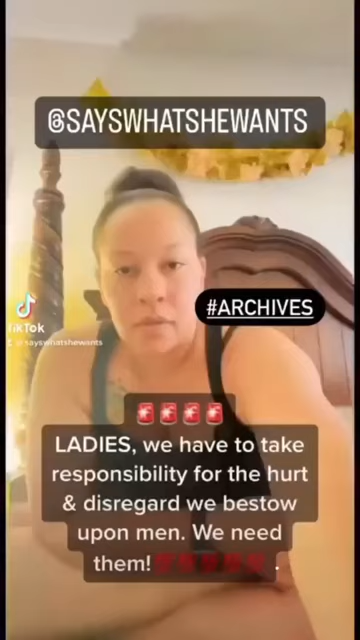 @SAYSWHATSHEWANTS
#ARCHIVES
TikTok
@sayswhatshewants
LADIES, we have to take
responsibility for the hurt
& disregard we bestow
upon men. We need
them! .